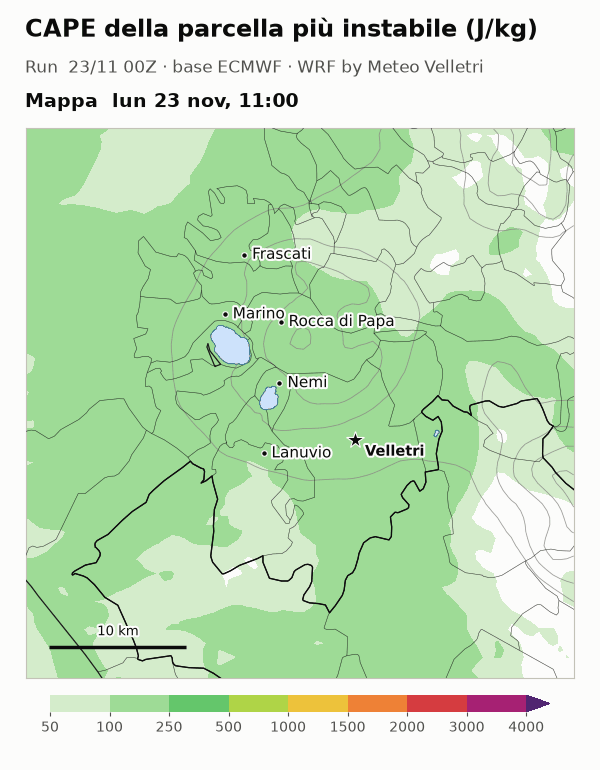 CAPE della parcella più instabile (J/kg)
Run  23/11 00Z · base ECMWF · WRF by Meteo Velletri
Mappa  lun 23 nov, 11:00
Frascati
Marino
Rocca di Papa
Nemi
Velletri
Lanuvio
10 km
50 100 250 500 1000 1500 2000 3000 4000